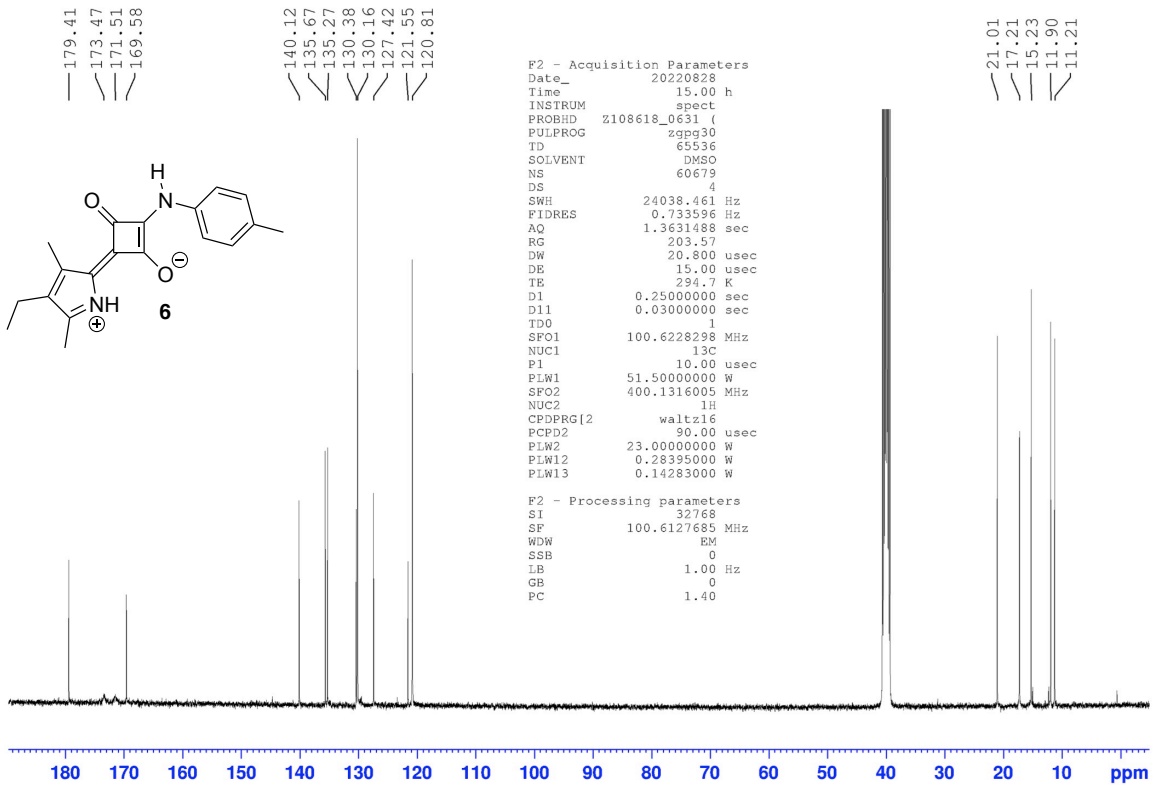 179.41
173.47
171.51
169.58
140.12
135.67
135.27
130.38
130.16
127.42
121.55
120.81
21.01
17.21
15.23
11.90
11.21
F2 - Acquisition Parameters
Date_ 20220828
Time 15.00 h
INSTRUM spect
PROBHD Z108618_0631 (
PULPROG zgpg30
TD 65536
SOLVENT DMSO
NS 60679
DS 4
SWH 24038.461 Hz
FIDRES 0.733596 Hz
AQ 1.3631488 sec
RG 203.57
DW 20.800 usec
DE 15.00 usec
TE 294.7 K
D1 0.25000000 sec
D11 0.03000000 sec
TD0 1
SFO1 100.6228298 MHz
NUC1 13C
P1 10.00 usec
PLW1 51.50000000 W
SFO2 400.1316005 MHz
NUC2 1H
CPDPRG[2 waltz16
PCPD2 90.00 usec
PLW2 23.00000000 W
PLW12 0.28395000 W
PLW13 0.14283000 W
F2 - Processing parameters
SI 32768
SF 100.6127685 MHz
WDW EM
SSB 0
LB 1.00 Hz
GB 0
PC 1.40
H
O N
O ⊖
NH
⊕
6
180 170 160 150 140 130 120 110 100 90 80 70 60 50 40 30 20 10 ppm